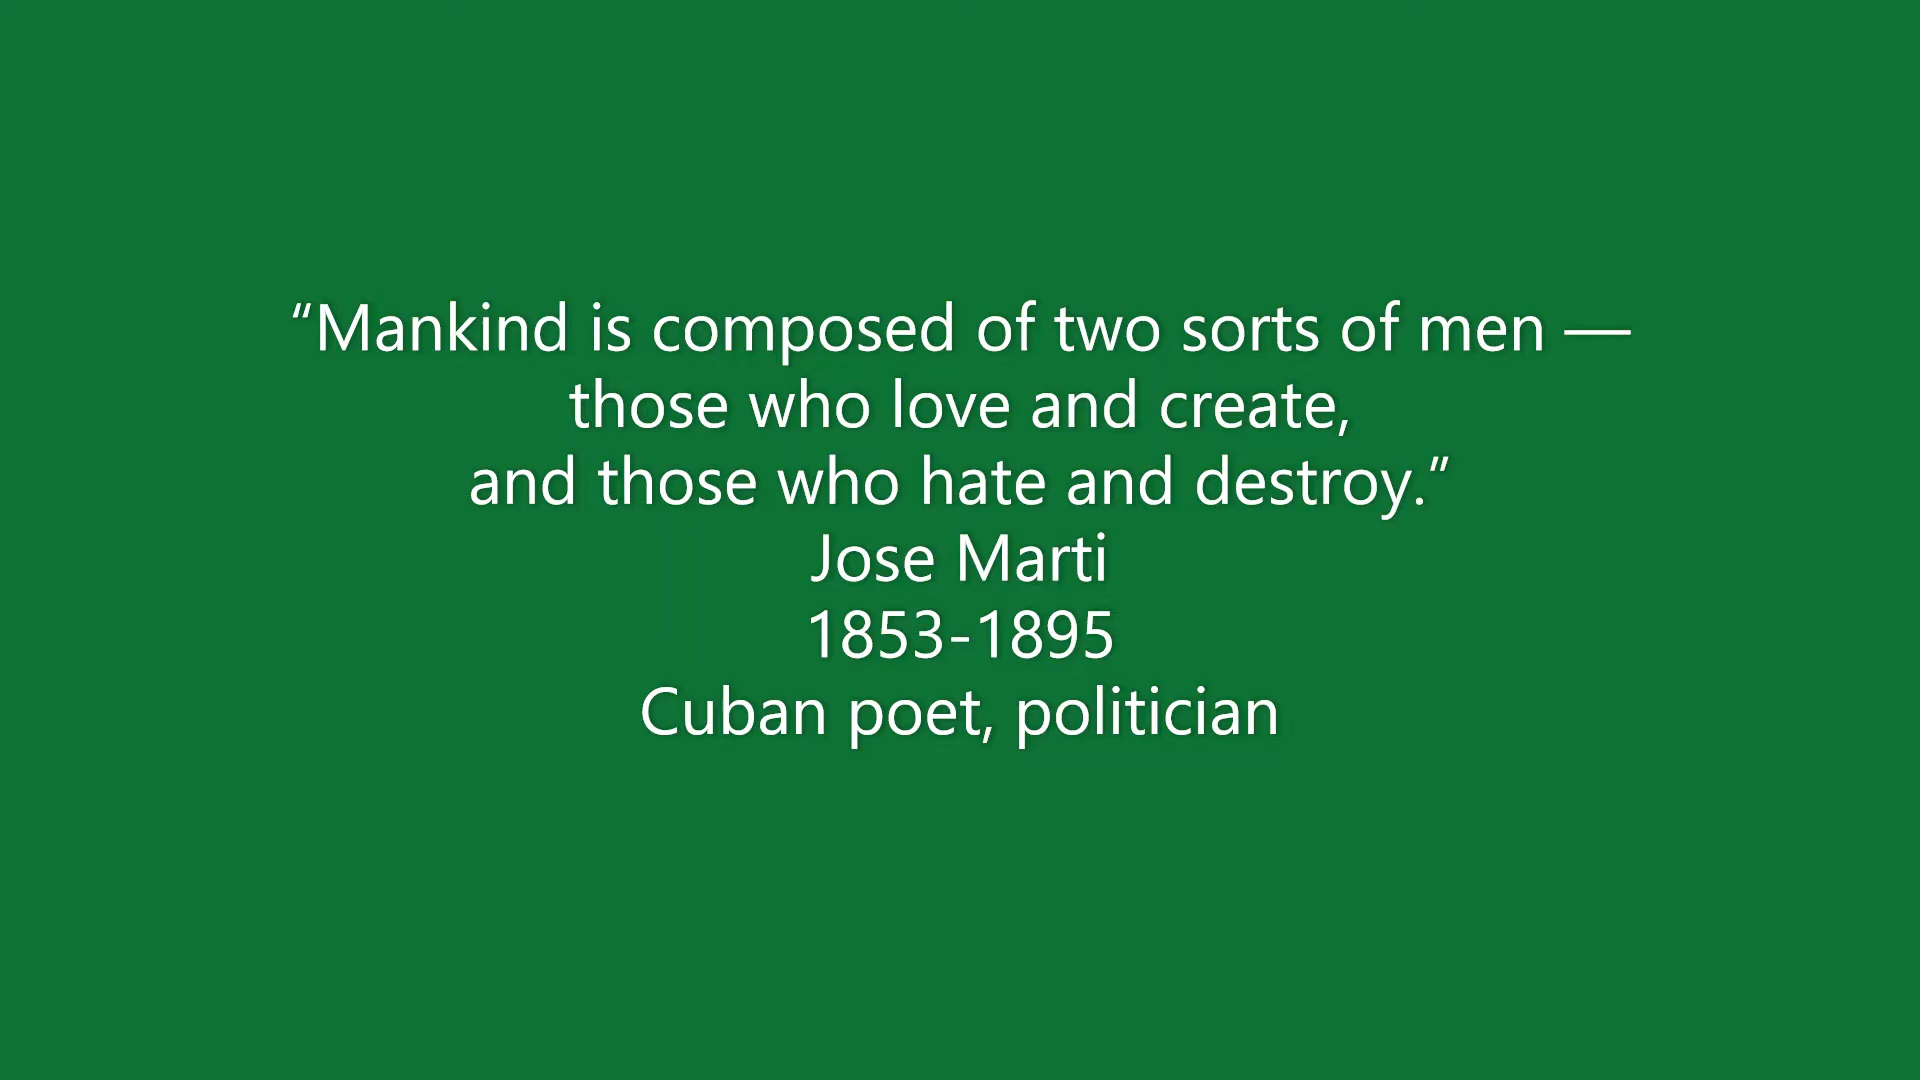 “Mankind is composed of two sorts of men —
those who love and create,
and those who hate and destroy.”
Jose Marti
1853-1895
Cuban poet, politician